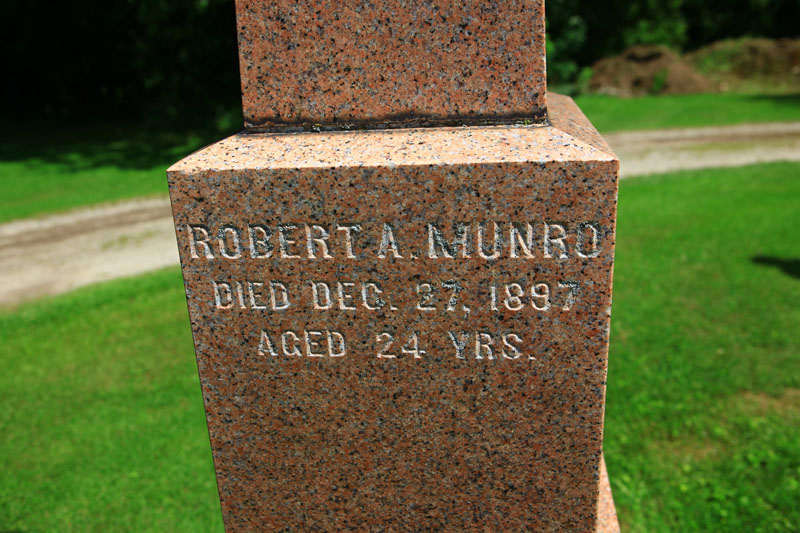 ROBERT A. MUNRO
DIED DEC. 27, 1897
AGED 24 YRS.